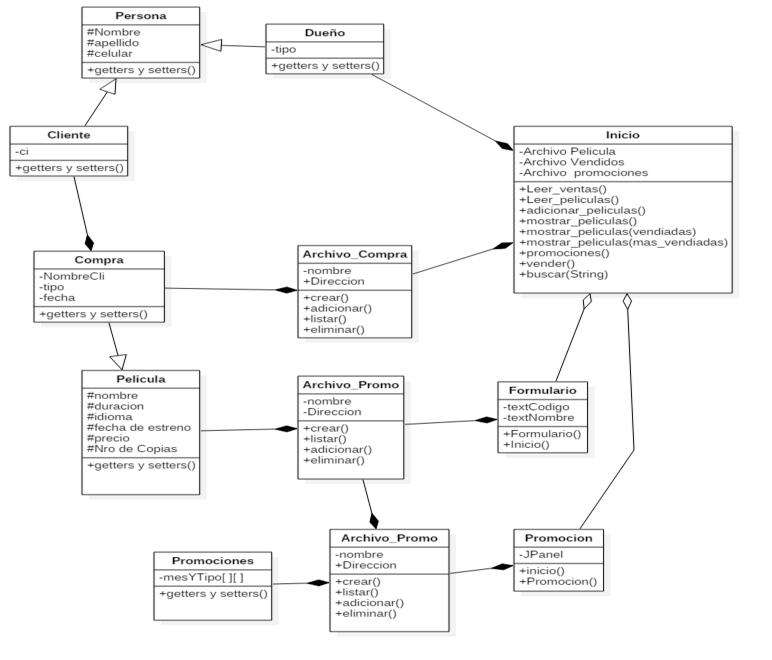 Persona
#Nombre
#apellido
#celular
+getters y setters()
Dueño
-tipo
+getters y setters()
Cliente
-ci
+getters y setters()
Inicio
-Archivo Pelicula
-Archivo Vendidos
-Archivo  promociones
+Leer_ventas()
+Leer_peliculas()
+adicionar_peliculas()
+mostrar_peliculas()
+mostrar_peliculas(vendiadas)
+mostrar_peliculas(mas_vendiadas)
+promociones()
+vender()
+buscar(String)
Compra
-NombreCli
-tipo
-fecha
+getters y setters()
Archivo_Compra
-nombre
+Direccion
+crear()
+adicionar()
+listar()
+eliminar()
Pelicula
#nombre
#duracion
#idioma
#fecha de estreno
#precio
#Nro de Copias
+getters y setters()
Archivo_Promo
-nombre
-Direccion
+crear()
+listar()
+adicionar()
+eliminar()
Formulario
-textCodigo
-textNombre
+Formulario()
+Inicio()
Promociones
-mesYTipo[ ][ ]
+getters y setters()
Archivo_Promo
-nombre
+Direccion
+crear()
+listar()
+adicionar()
+eliminar()
Promocion
-JPanel
+inicio()
+Promocion()